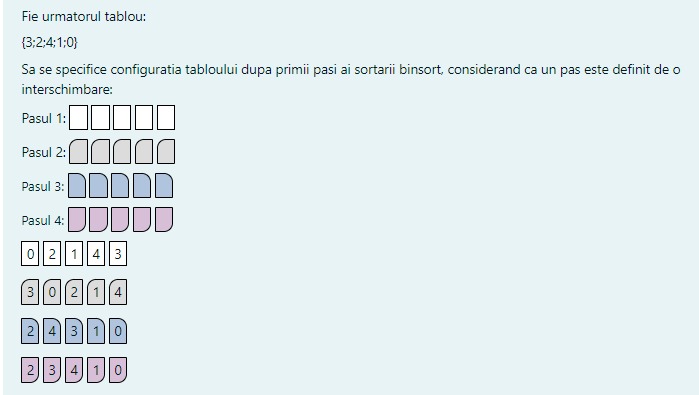 Fie urmatorul tablou:
{3;2;4;1;0}
Sa se specifice configuratia tabloului dupa primii pasi ai sortarii binsort, considerand ca un pas este definit de o
interschimbare:
Pasul 1:
Pasul 2:
Pasul 3:
Pasul 4:
0 2 1 4 3
3 0 2 1 4
2 4 3 1 0
2 3 4 1 0